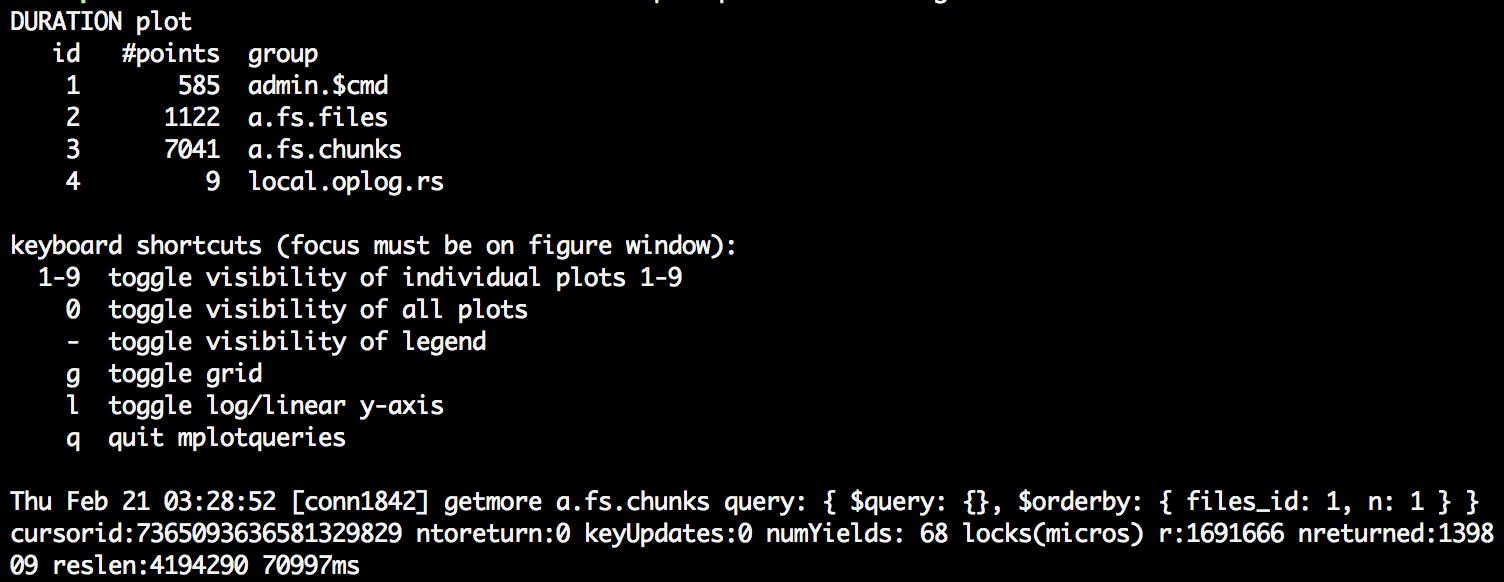 DURATION plot
id #points group
1 585 admin.$cmd
2 1122 a.fs.files
3 7041 a.fs.chunks
4 9 local.oplog.rs
keyboard shortcuts (focus must be on figure window):
1-9 toggle visibility of individual plots 1-9
0 toggle visibility of all plots
- toggle visibility of legend
g toggle grid
l toggle log/linear y-axis
q quit mplotqueries
Thu Feb 21 03:28:52 [conn1842] getmore a.fs.chunks query: { $query: {}, $orderby: { files_id: 1, n: 1 } }
cursorid:7365093636581329829 ntoreturn:0 keyUpdates:0 numYields: 68 locks(micros) r:1691666 nreturned:1398
09 reslen:4194290 70997ms